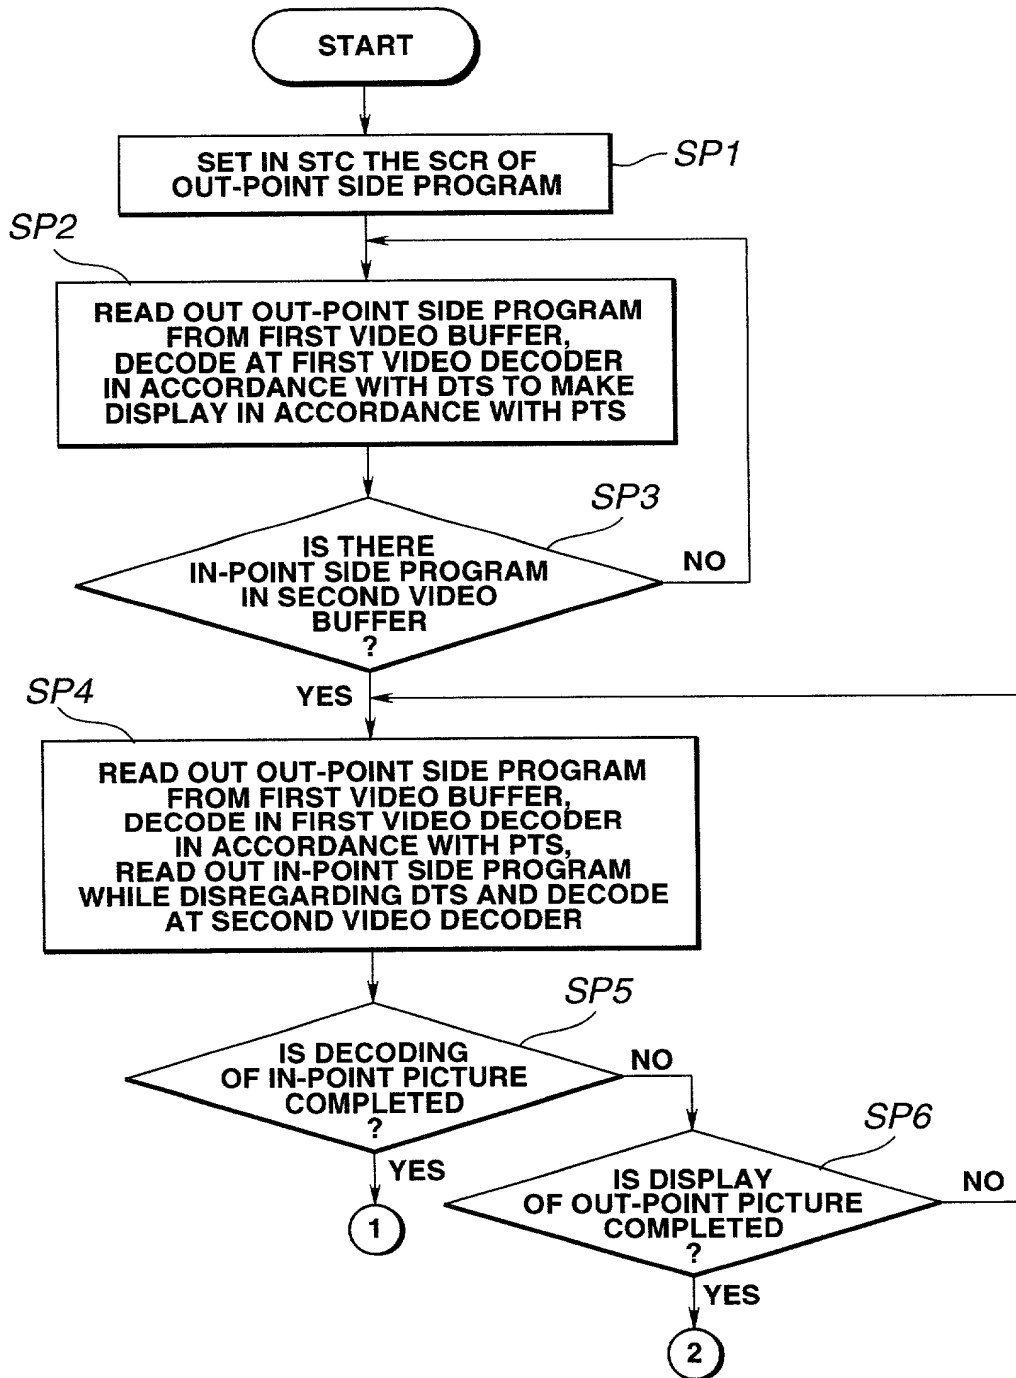 START
SET IN STC THE SCR OF
OUT-POINT SIDE PROGRAM
SP1
SP2
READ OUT OUT-POINT SIDE PROGRAM
FROM FIRST VIDEO BUFFER,
DECODE AT FIRST VIDEO DECODER
IN ACCORDANCE WITH DTS TO MAKE
DISPLAY IN ACCORDANCE WITH PTS
SP3
IS THERE
IN-POINT SIDE PROGRAM
IN SECOND VIDEO
BUFFER
?
NO
YES
SP4
READ OUT OUT-POINT SIDE PROGRAM
FROM FIRST VIDEO BUFFER,
DECODE IN FIRST VIDEO DECODER
IN ACCORDANCE WITH PTS,
READ OUT IN-POINT SIDE PROGRAM
WHILE DISREGARDING DTS AND DECODE
AT SECOND VIDEO DECODER
SP5
IS DECODING
OF IN-POINT PICTURE
COMPLETED
?
NO
YES
1
SP6
IS DISPLAY
OF OUT-POINT PICTURE
COMPLETED
?
NO
YES
2